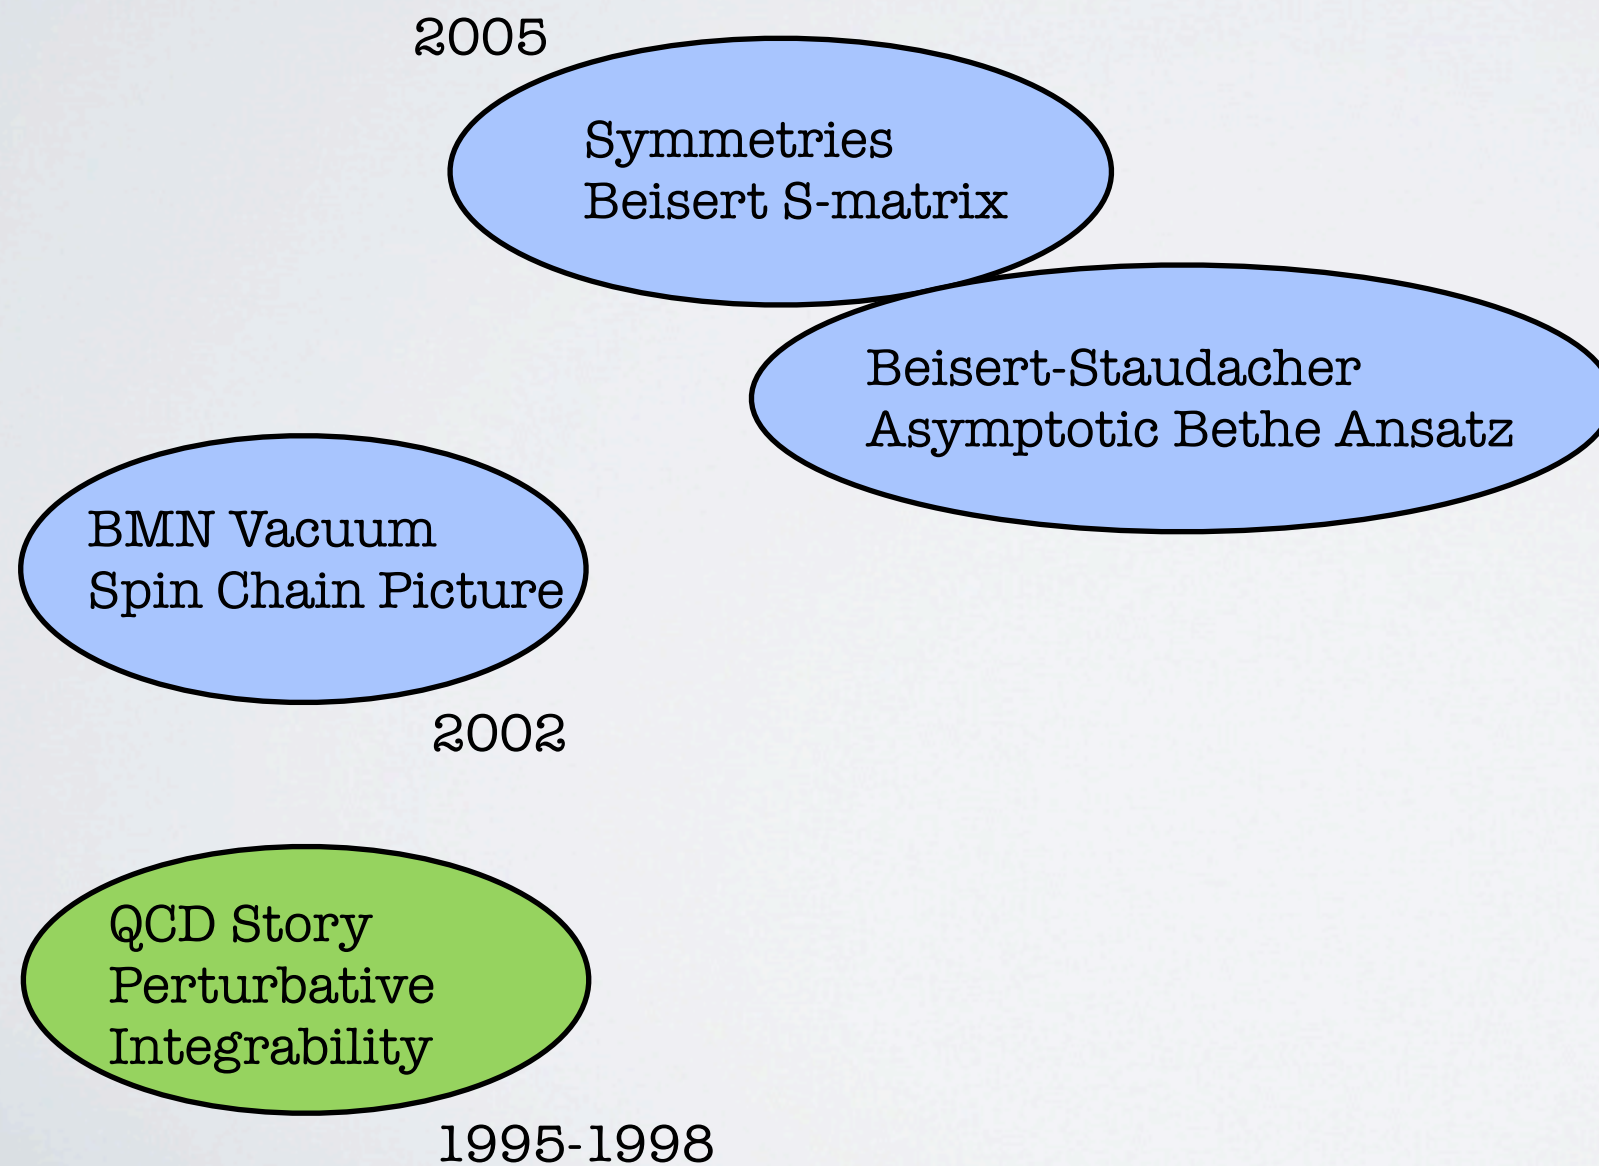 2005
Symmetries
Beisert S-matrix
Beisert-Staudacher
Asymptotic Bethe Ansatz
BMN Vacuum
Spin Chain Picture
2002
QCD Story
Perturbative
Integrability
1995-1998